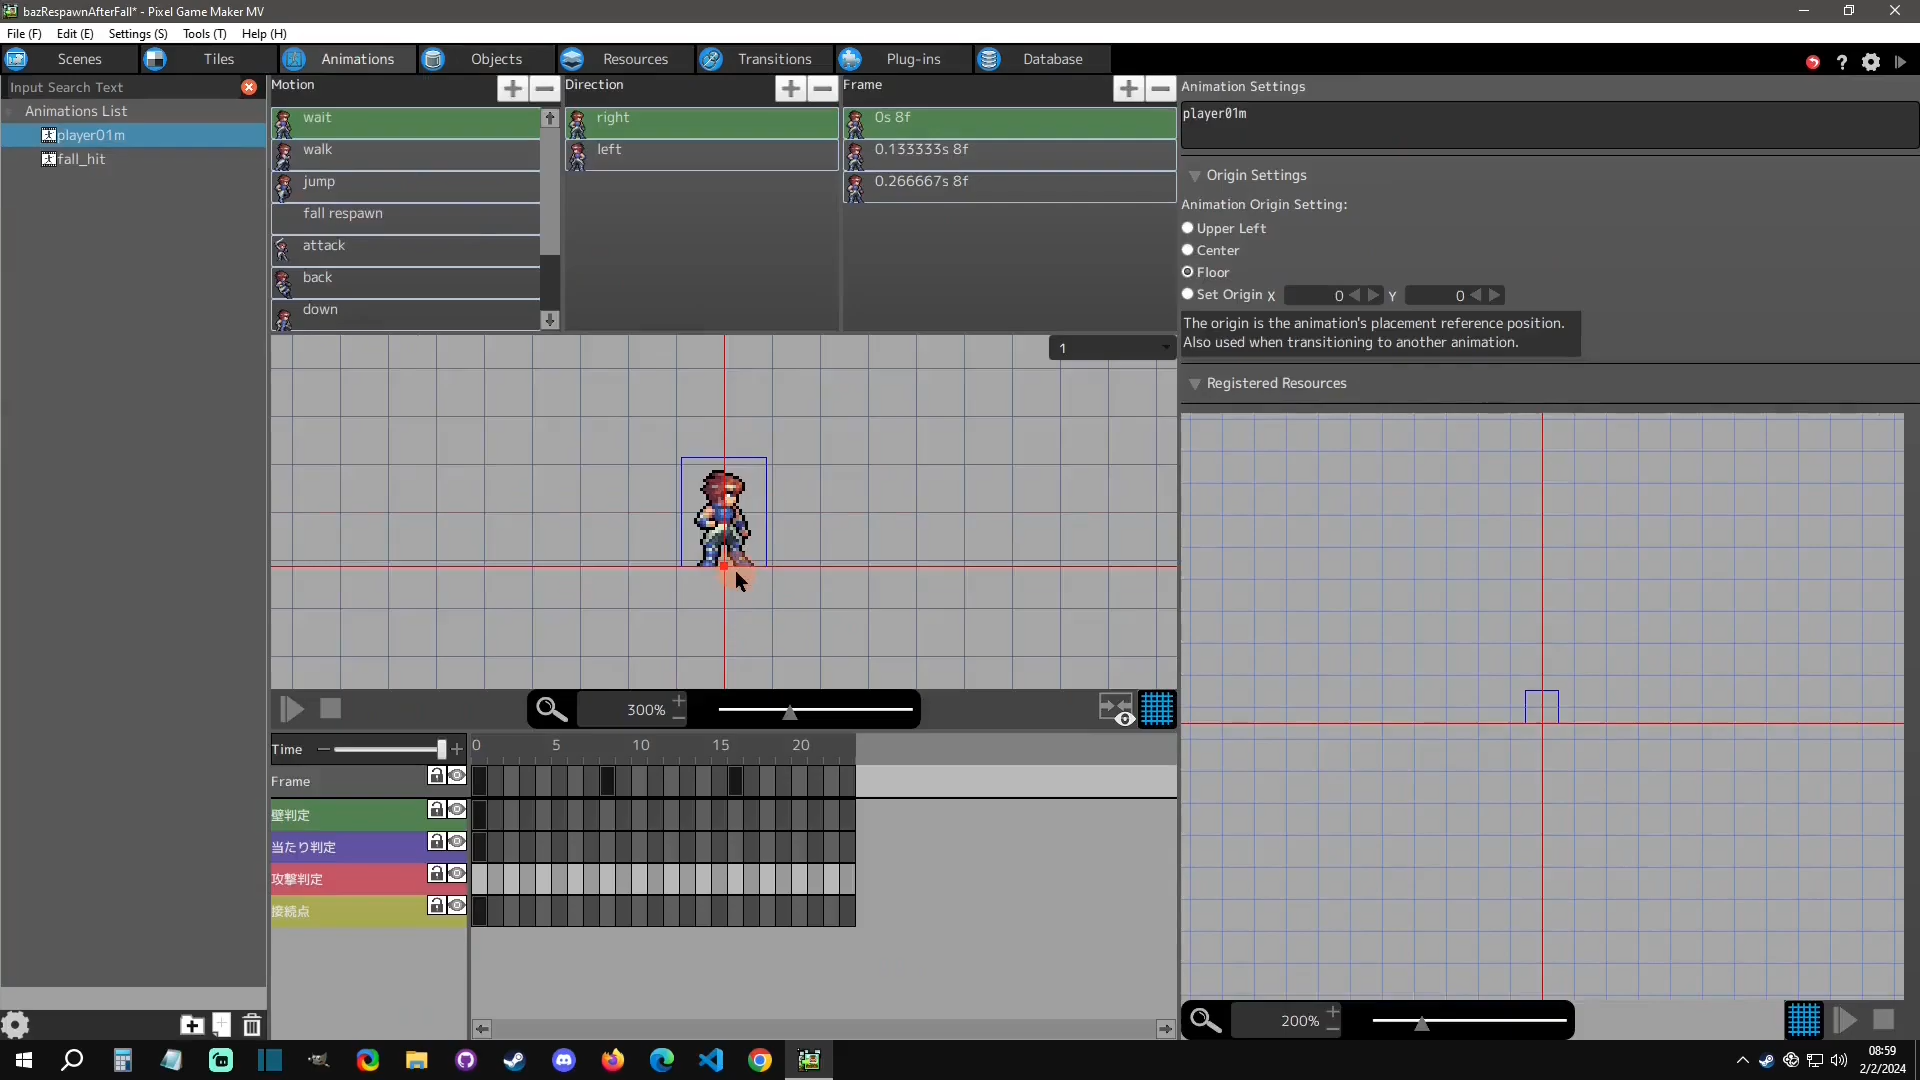 bazRespawnAfterFall* - Pixel Game Maker MV
File (F) Edit (E) Settings (S) Tools (T) Help (H)
Scenes Tiles Animations Objects Resources Transitions Plug-ins Database
Input Search Text
Animations List
player01m
fall_hit
Motion
wait
walk
jump
fall respawn
attack
back
down
Direction
right
left
Frame
0s 8f
0.133333s 8f
0.266667s 8f
Animation Settings
player01m
Origin Settings
Animation Origin Setting:
Upper Left
Center
Floor
Set Origin X 0 Y 0
The origin is the animation's placement reference position.
Also used when transitioning to another animation.
Registered Resources
1
300%
Time 0 5 10 15 20
Frame
壁判定
当たり判定
攻撃判定
接続点
200%
08:59
2/2/2024